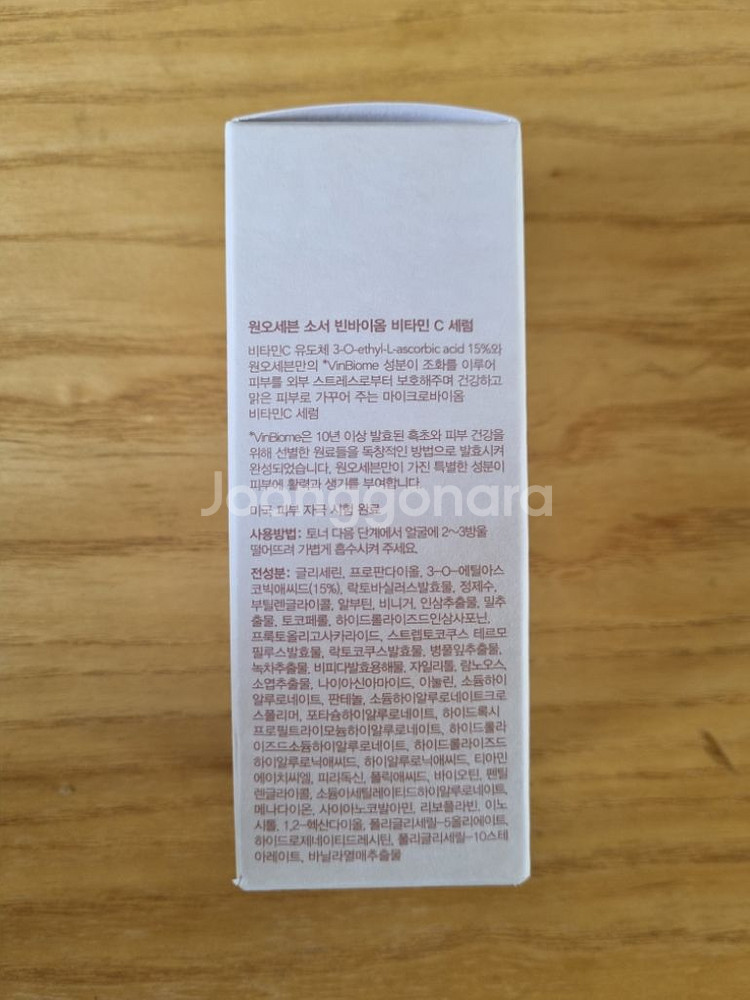 원오세븐 소서 빈바이옴 비타민 C 세럼
비타민C 유도체 3-O-ethyl-L-ascorbic acid 15%와
원오세븐만의 *VinBiome 성분이 조화를 이루어
피부를 외부 스트레스로부터 보호해주며 건강하고
맑은 피부로 가꾸어 주는 마이크로바이옴
비타민C 세럼
*VinBiome은 10년 이상 발효된 흑초와 피부 건강을
위해 선별한 원료들을 독창적인 방법으로 발효시켜
완성되었습니다. 원오세븐만이 가진 특별한 성분이
피부에 활력과 생기를 부여합니다.
Joonggonara
미국 피부 자극 시험 완료
사용방법: 토너 다음 단계에서 얼굴에 2~3방울
떨어뜨려 가볍게 흡수시켜 주세요.
전성분: 글리세린, 프로판다이올, 3-O-에틸아스
코빅애씨드(15%), 락토바실러스발효물, 정제수,
부틸렌글라이콜, 알부틴, 비니거, 인삼추출물, 밀추
출물, 토코페롤, 하이드롤라이즈드인삼사포닌,
프룩토올리고사카라이드, 스트렙토코쿠스 테르모
필루스발효물, 락토코쿠스발효물, 병풀잎추출물,
녹차추출물, 비피다발효용해물, 자일리톨, 람노오스,
소엽추출물, 나이아신아마이드, 이눌린, 소듐하이
알루로네이트, 판테놀, 소듐하이알루로네이트크로
스폴리머, 포타슘하이알루로네이트, 하이드록시
프로필트라이모늄하이알루로네이트, 하이드롤라
이즈드소듐하이알루로네이트, 하이드롤라이즈드
하이알루로닉애씨드, 하이알루로닉애씨드, 티아민
에이치씨엘, 피리독신, 폴릭애씨드, 바이오틴, 펜틸
렌글라이콜, 소듐아세틸레이티드하이알루로네이트,
메나다이온, 사이아노코발아민, 리보플라빈, 이노
시톨, 1,2-헥산다이올, 폴리글리세릴-5올리에이트,
하이드로제네이티드레시틴, 폴리글리세릴-10스테
아레이트, 바닐라열매추출물